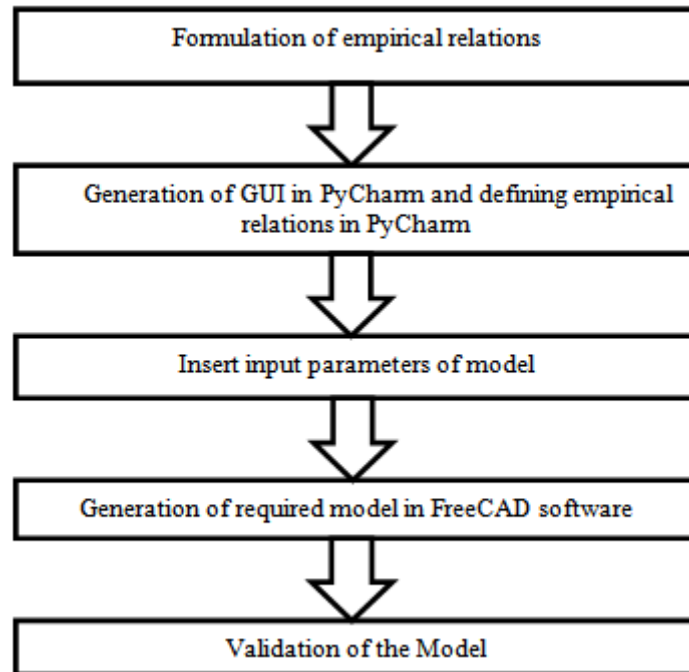 Formulation of empirical relations
Generation of GUI in PyCharm and defining empirical
relations in PyCharm
Insert input parameters of model
Generation of required model in FreeCAD software
Validation of the Model